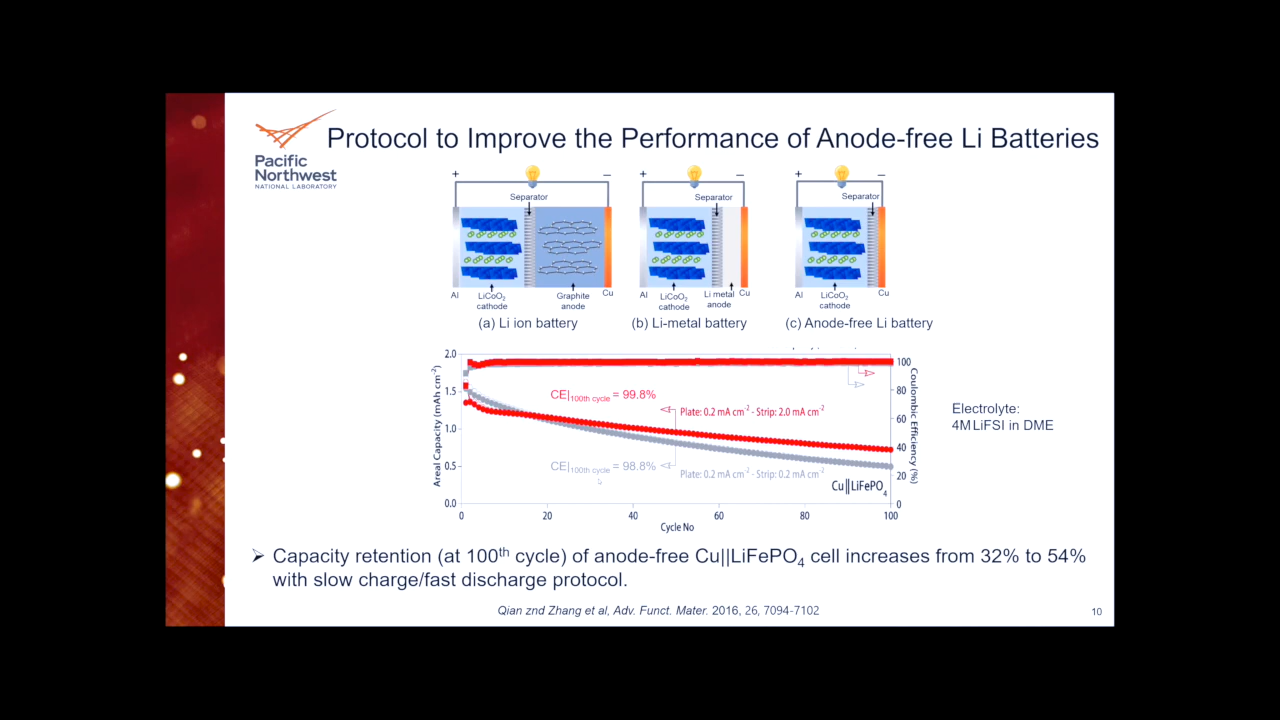 Pacific
Northwest
NATIONAL LABORATORY
Protocol to Improve the Performance of Anode-free Li Batteries
+ –
Separator
Al
LiCoO₂
cathode
Graphite
anode
Cu
(a) Li ion battery
+ –
Separator
Al
LiCoO₂
cathode
Li metal
anode
Cu
(b) Li-metal battery
+ –
Separator
Al
LiCoO₂
cathode
Cu
(c) Anode-free Li battery
Areal Capacity (mAh cm⁻²)
2.0
1.5
1.0
0.5
0.0
0 20 40 60 80 100
Cycle No
100
80
60
40
20
0
Coulombic Efficiency (%)
CE|100th cycle = 99.8%
Plate: 0.2 mA cm⁻² - Strip: 2.0 mA cm⁻²
CE|100th cycle = 98.8%
Plate: 0.2 mA cm⁻² - Strip: 0.2 mA cm⁻²
Cu||LiFePO₄
Electrolyte:
4M LiFSI in DME
➢ Capacity retention (at 100th cycle) of anode-free Cu||LiFePO₄ cell increases from 32% to 54%
with slow charge/fast discharge protocol.
Qian znd Zhang et al, Adv. Funct. Mater. 2016, 26, 7094-7102
10